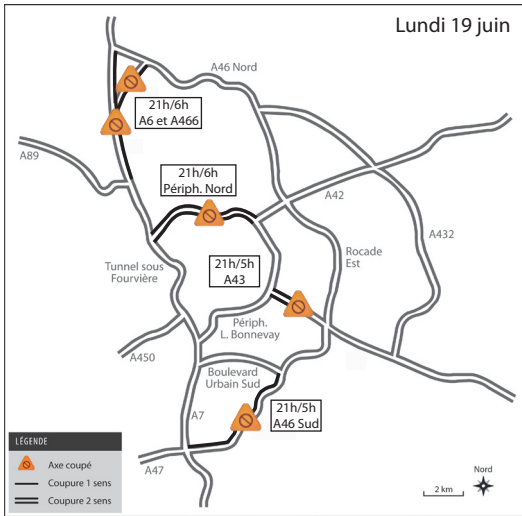 Lundi 19 juin
A46 Nord
21h/6h
A6 et A466
A89
21h/6h
Périph. Nord
A42
A432
Rocade
Est
Tunnel sous
Fourvière
21h/5h
A43
Périph.
L. Bonnevay
A450
Boulevard
Urbain Sud
A7
21h/5h
A46 Sud
A47
LÉGENDE
Axe coupé
Coupure 1 sens
Coupure 2 sens
Nord
2 km